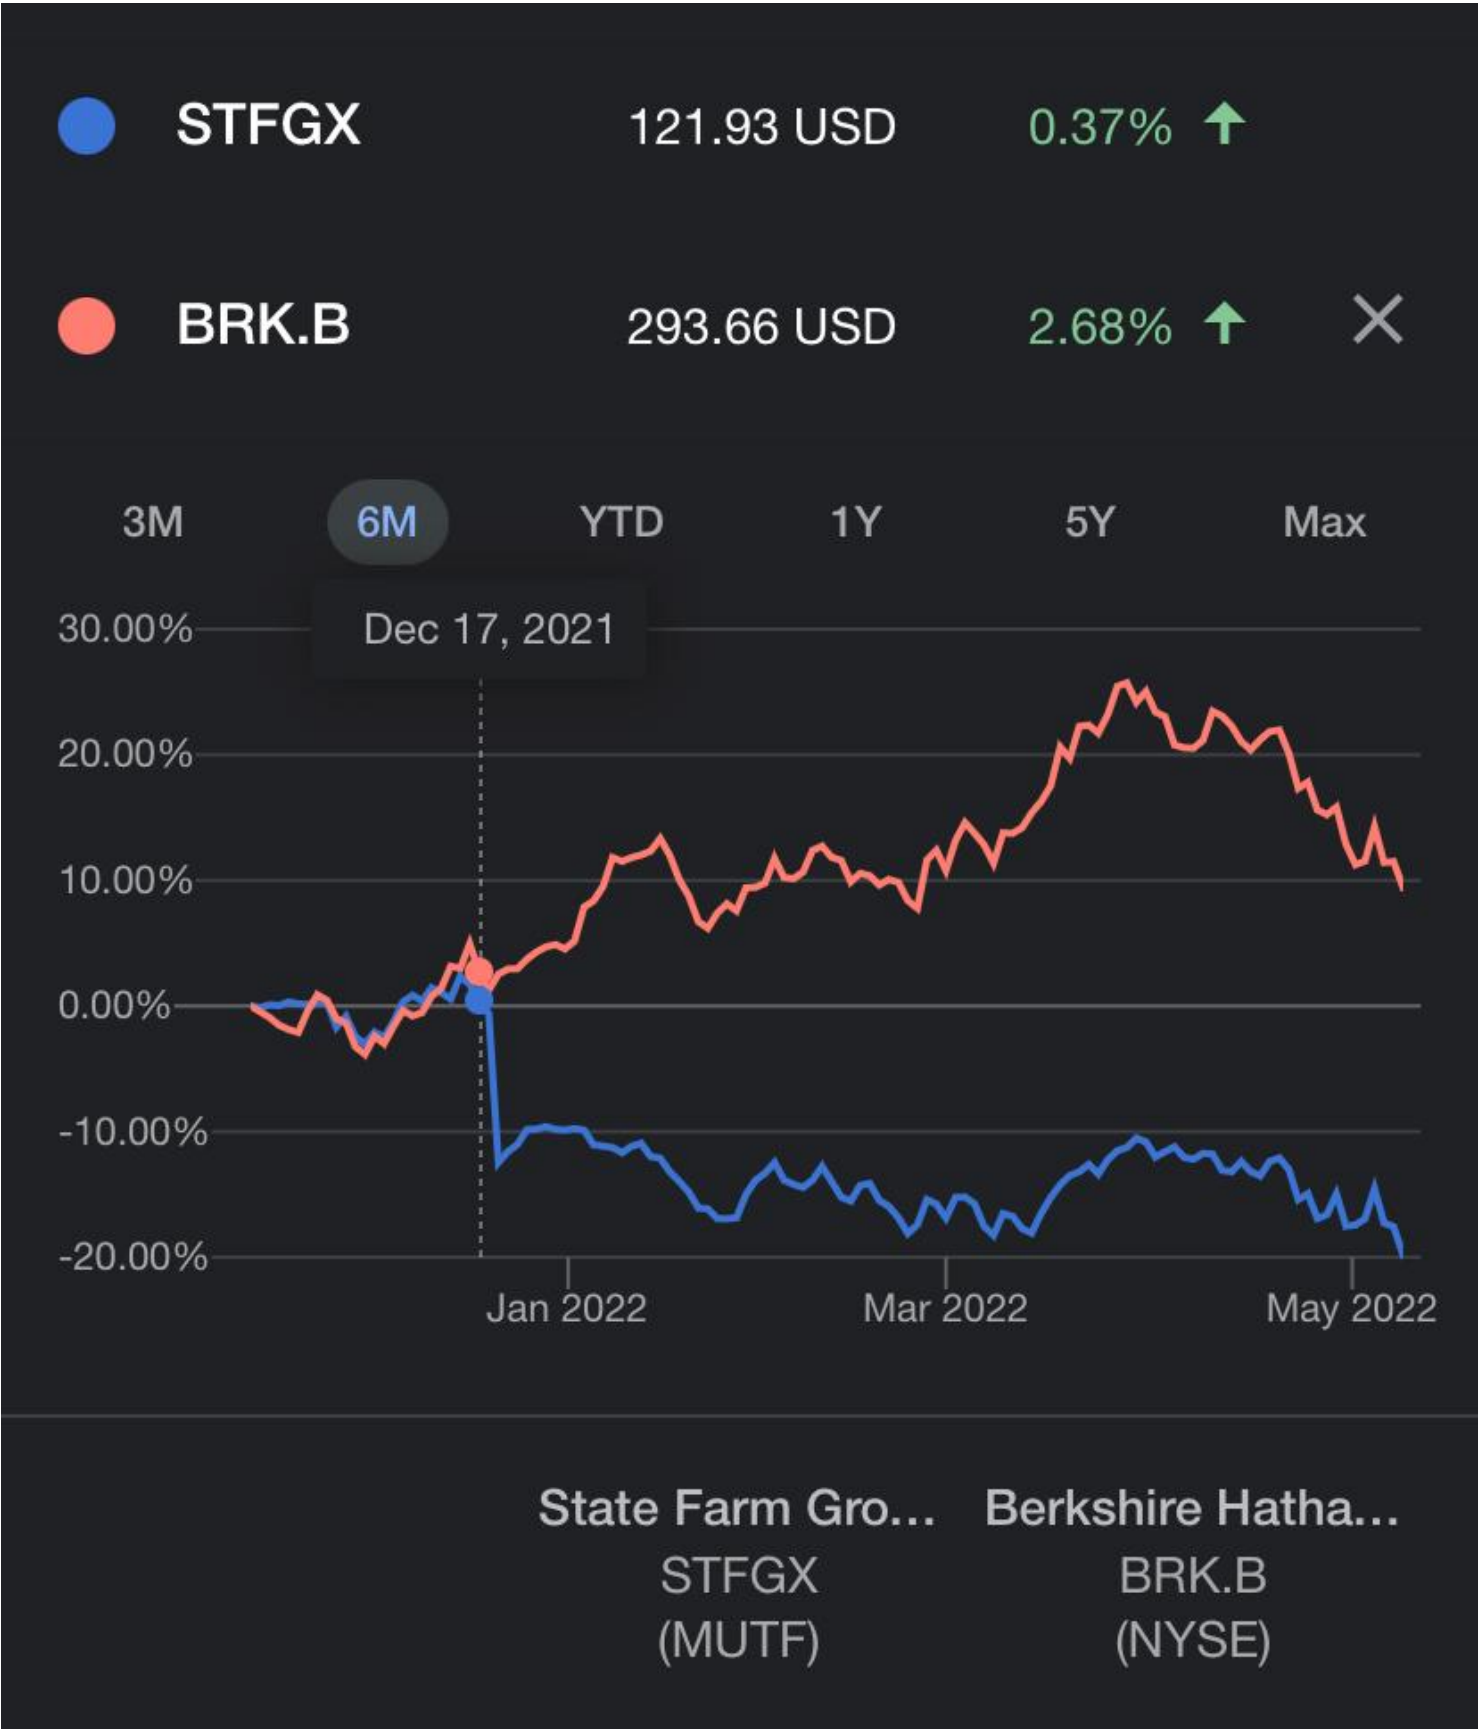 STFGX 121.93 USD 0.37% ↑
BRK.B 293.66 USD 2.68% ↑ ✕
3M 6M YTD 1Y 5Y Max
Dec 17, 2021
30.00%
20.00%
10.00%
0.00%
-10.00%
-20.00%
Jan 2022 Mar 2022 May 2022
State Farm Gro... Berkshire Hatha...
STFGX BRK.B
(MUTF) (NYSE)